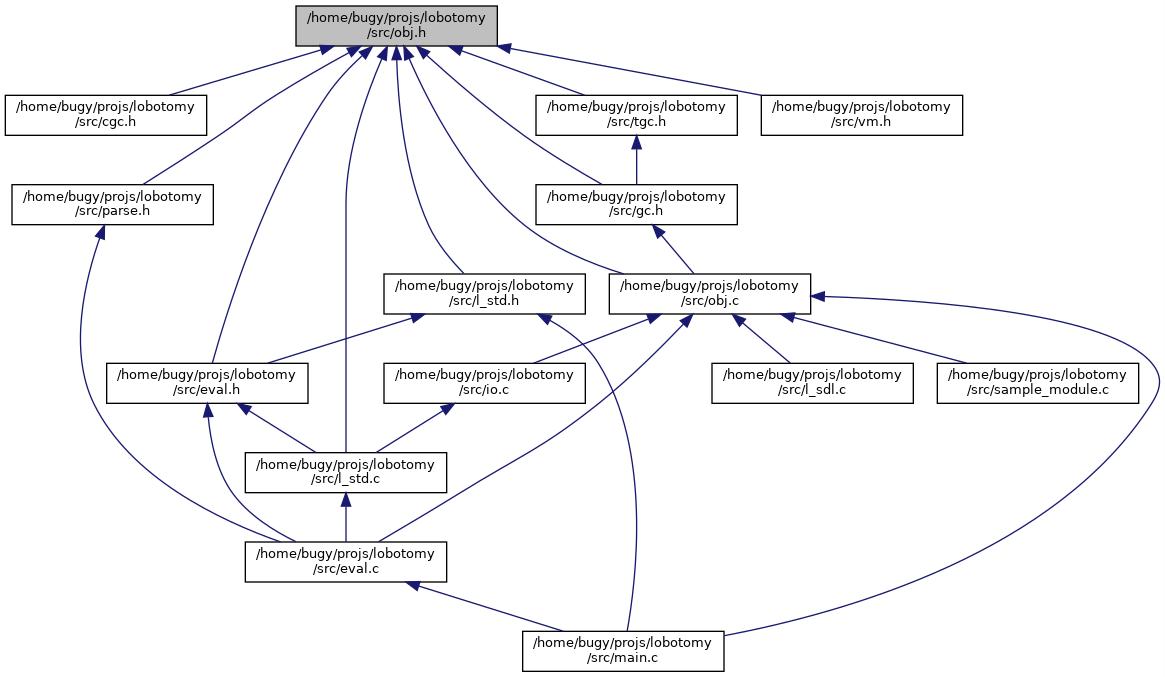 /home/bugy/projs/lobotomy
/src/obj.h
/home/bugy/projs/lobotomy
/src/cgc.h
/home/bugy/projs/lobotomy
/src/tgc.h
/home/bugy/projs/lobotomy
/src/vm.h
/home/bugy/projs/lobotomy
/src/parse.h
/home/bugy/projs/lobotomy
/src/gc.h
/home/bugy/projs/lobotomy
/src/l_std.h
/home/bugy/projs/lobotomy
/src/obj.c
/home/bugy/projs/lobotomy
/src/eval.h
/home/bugy/projs/lobotomy
/src/io.c
/home/bugy/projs/lobotomy
/src/l_sdl.c
/home/bugy/projs/lobotomy
/src/sample_module.c
/home/bugy/projs/lobotomy
/src/l_std.c
/home/bugy/projs/lobotomy
/src/eval.c
/home/bugy/projs/lobotomy
/src/main.c